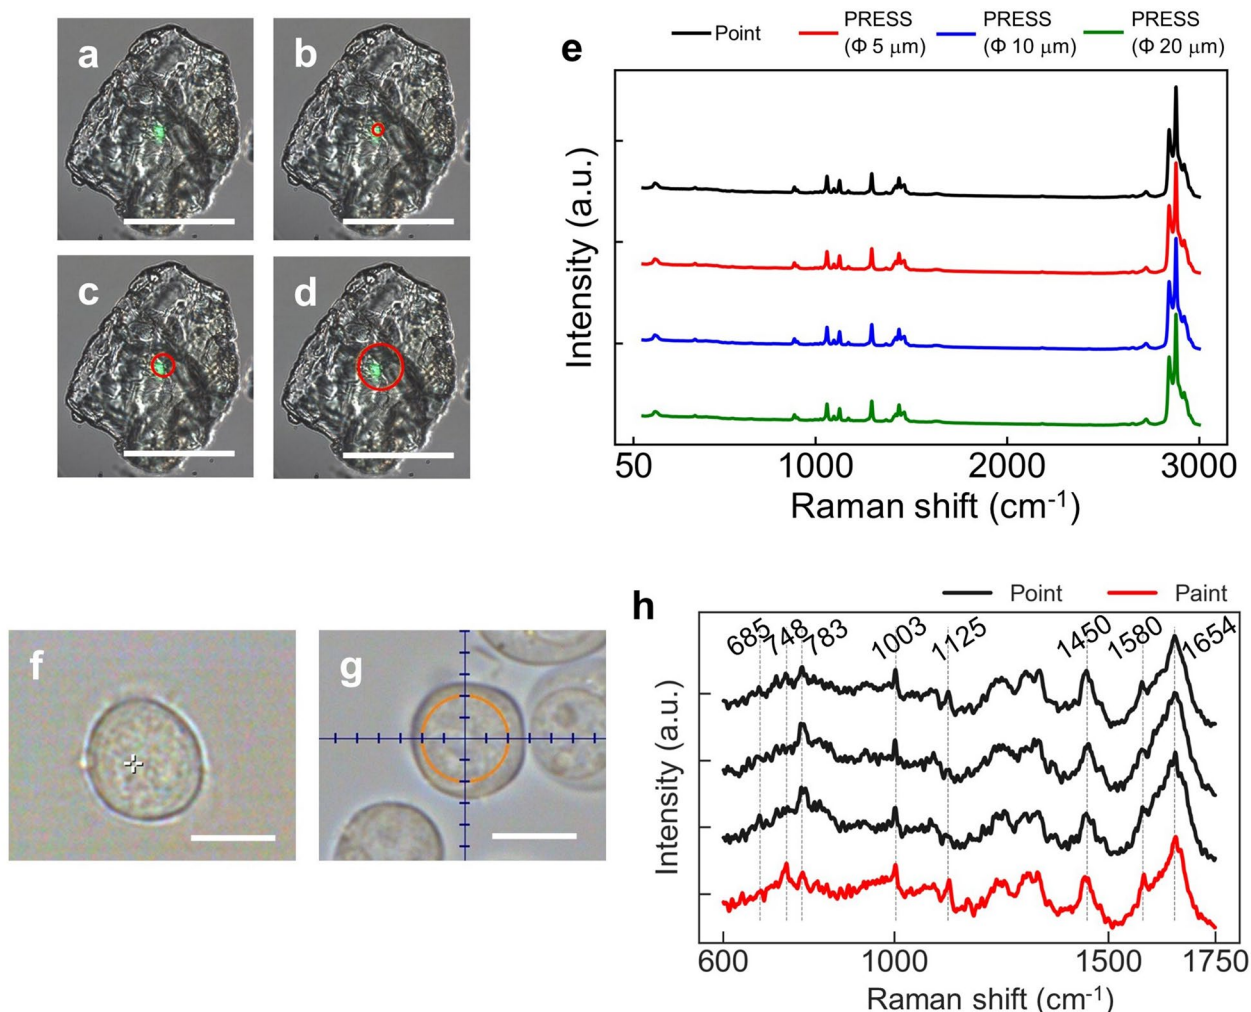 a
b
c
d
e
Point
PRESS
(Φ 5 μm)
PRESS
(Φ 10 μm)
PRESS
(Φ 20 μm)
Intensity (a.u.)
50
1000
2000
3000
Raman shift (cm-1)
f
g
h
Point
Paint
685
748
783
1003
1125
1450
1580
1654
Intensity (a.u.)
600
1000
1500
1750
Raman shift (cm-1)